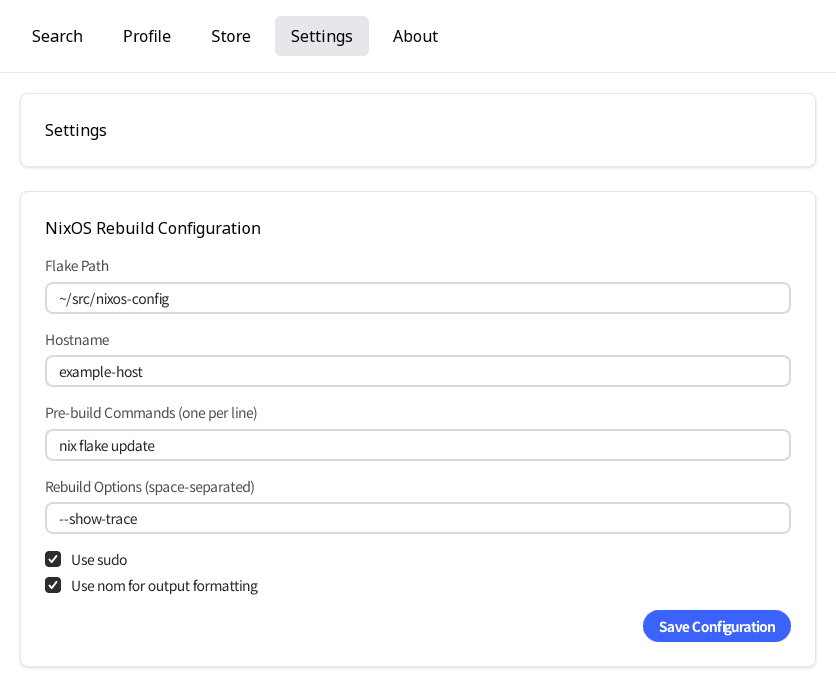 Search Profile Store Settings About
Settings
NixOS Rebuild Configuration
Flake Path
~/src/nixos-config
Hostname
example-host
Pre-build Commands (one per line)
nix flake update
Rebuild Options (space-separated)
--show-trace
Use sudo
Use nom for output formatting
Save Configuration